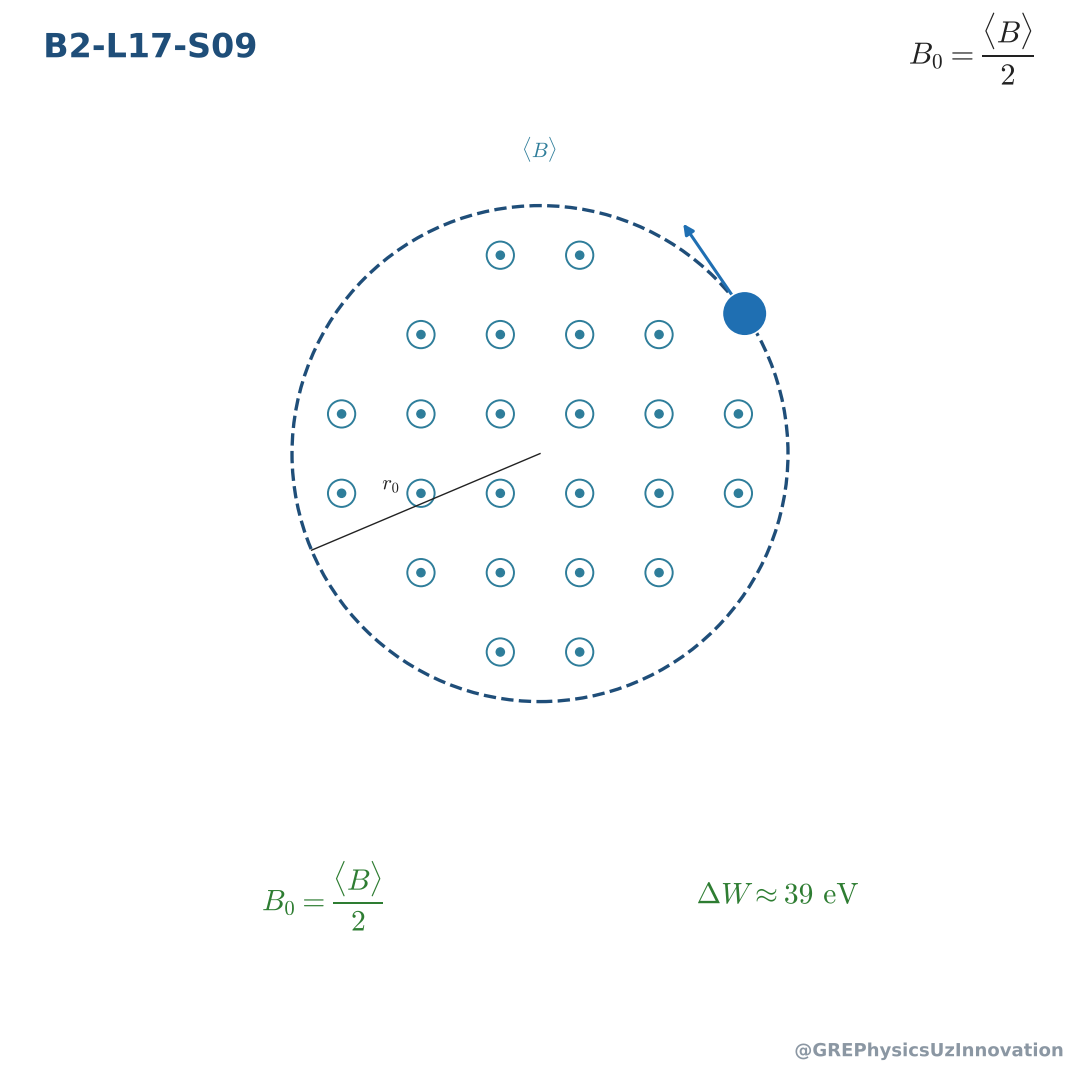 B2-L17-S09
B₀ = ⟨B⟩/2
⟨B⟩
r₀
B₀ = ⟨B⟩/2
ΔW ≈ 39 eV
@GREPhysicsUzInnovation